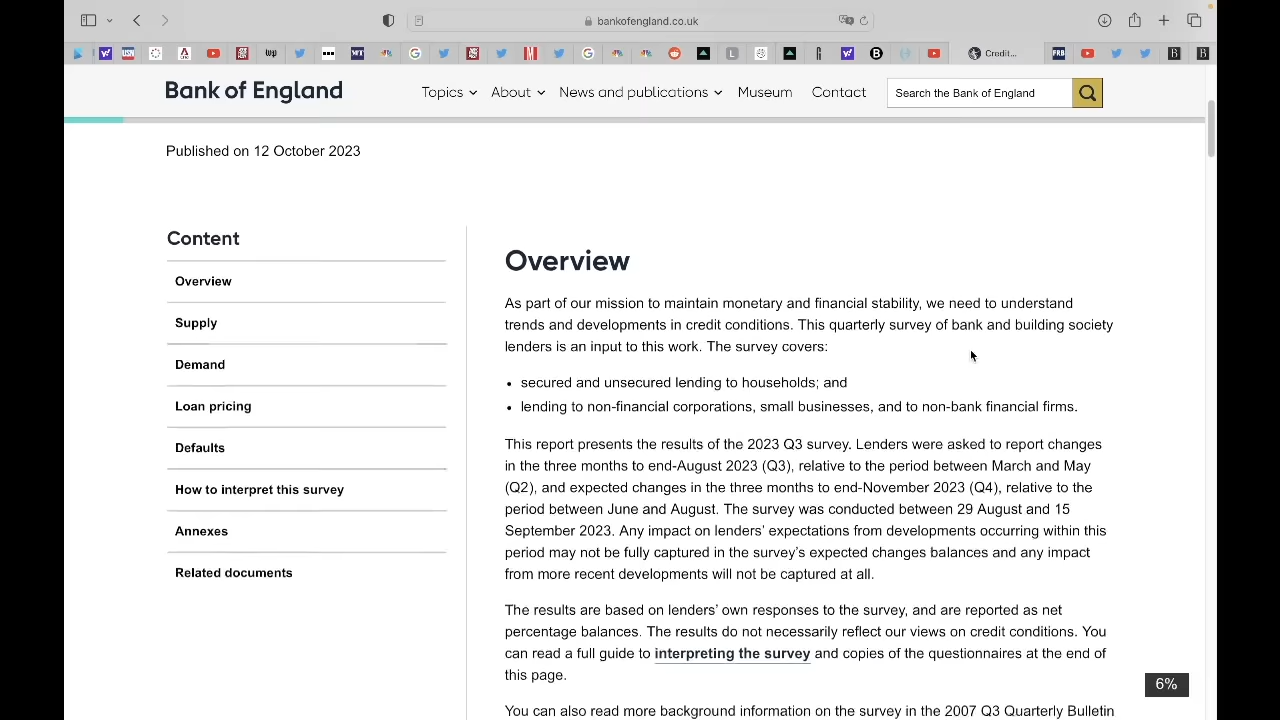 bankofengland.co.uk
Credit...
FRB
Bank of England
Topics
About
News and publications
Museum
Contact
Search the Bank of England
Published on 12 October 2023
Content
Overview
Supply
Demand
Loan pricing
Defaults
How to interpret this survey
Annexes
Related documents
Overview
As part of our mission to maintain monetary and financial stability, we need to understand
trends and developments in credit conditions. This quarterly survey of bank and building society
lenders is an input to this work. The survey covers:
• secured and unsecured lending to households; and
• lending to non-financial corporations, small businesses, and to non-bank financial firms.
This report presents the results of the 2023 Q3 survey. Lenders were asked to report changes
in the three months to end-August 2023 (Q3), relative to the period between March and May
(Q2), and expected changes in the three months to end-November 2023 (Q4), relative to the
period between June and August. The survey was conducted between 29 August and 15
September 2023. Any impact on lenders’ expectations from developments occurring within this
period may not be fully captured in the survey’s expected changes balances and any impact
from more recent developments will not be captured at all.
The results are based on lenders’ own responses to the survey, and are reported as net
percentage balances. The results do not necessarily reflect our views on credit conditions. You
can read a full guide to interpreting the survey and copies of the questionnaires at the end of
this page.
6%
You can also read more background information on the survey in the 2007 Q3 Quarterly Bulletin